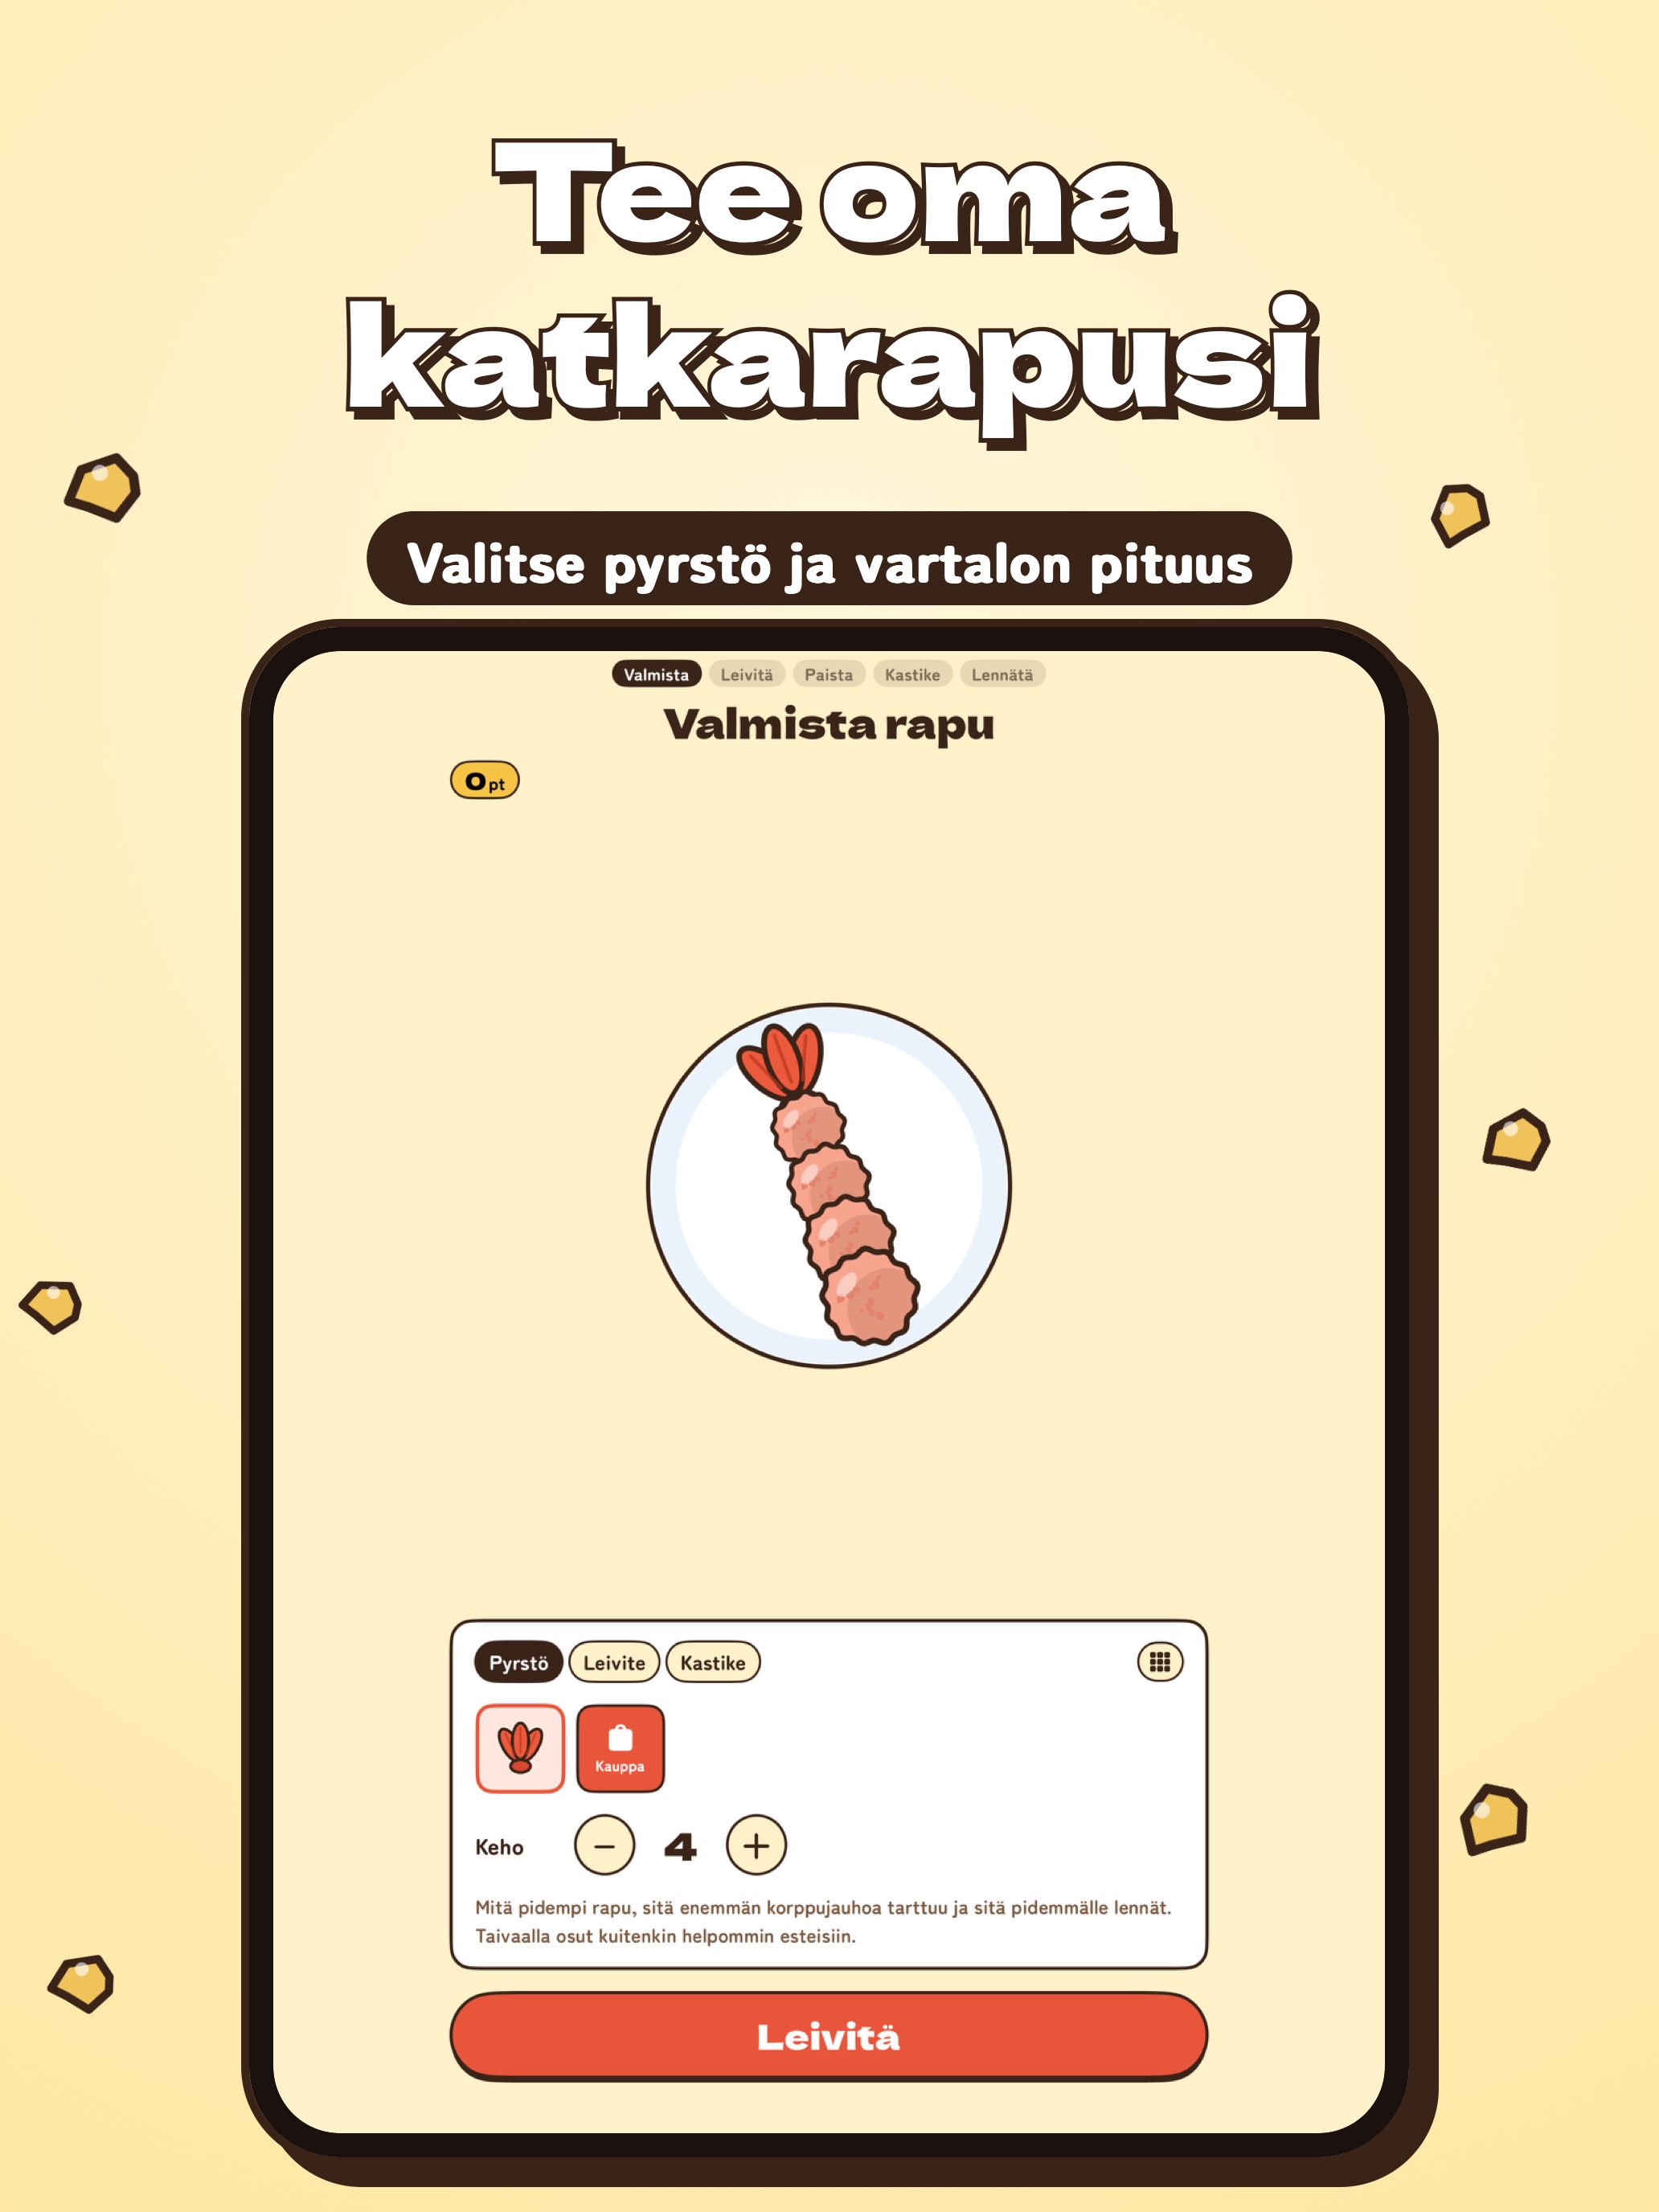 Tee oma
katkarapusi
Valitse pyrstö ja vartalon pituus
Valmista Leivitä Paista Kastike Lennätä
Valmista rapu
0 pt
Pyrstö Leivite Kastike
Kauppa
Keho − 4 +
Mitä pidempi rapu, sitä enemmän korppujauhoa tarttuu ja sitä pidemmälle lennät.
Taivaalla osut kuitenkin helpommin esteisiin.
Leivitä